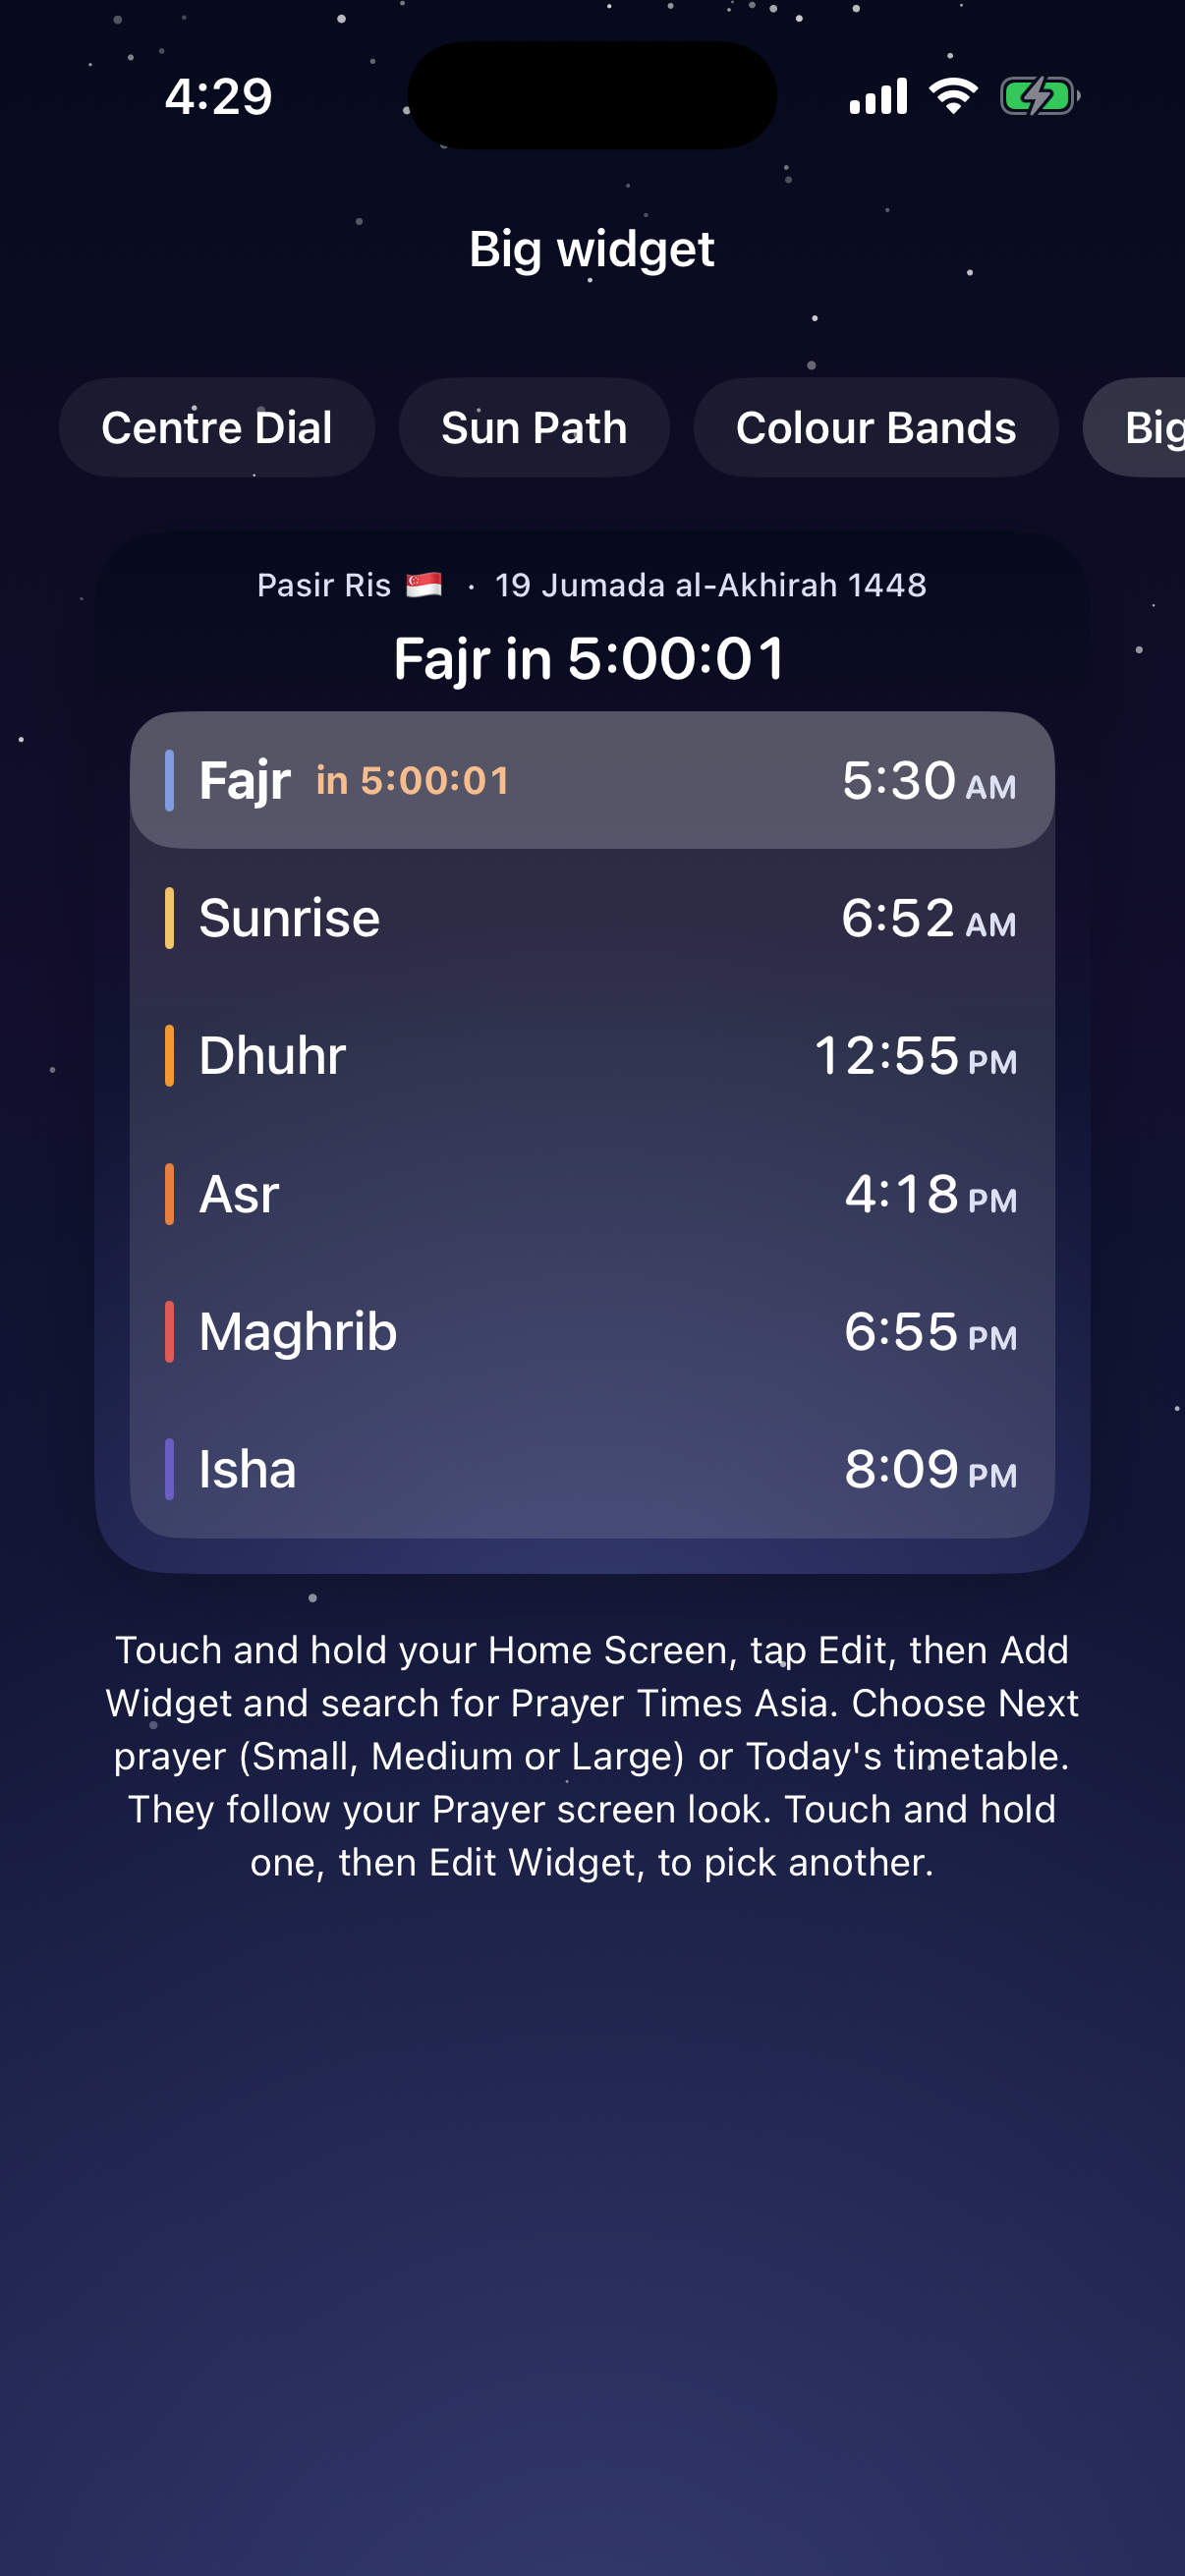 4:29
Big widget
Centre Dial
Sun Path
Colour Bands
Big
Pasir Ris 🇸🇬 · 19 Jumada al-Akhirah 1448
Fajr in 5:00:01
Fajr in 5:00:01 5:30 AM
Sunrise 6:52 AM
Dhuhr 12:55 PM
Asr 4:18 PM
Maghrib 6:55 PM
Isha 8:09 PM
Touch and hold your Home Screen, tap Edit, then Add
Widget and search for Prayer Times Asia. Choose Next
prayer (Small, Medium or Large) or Today's timetable.
They follow your Prayer screen look. Touch and hold
one, then Edit Widget, to pick another.